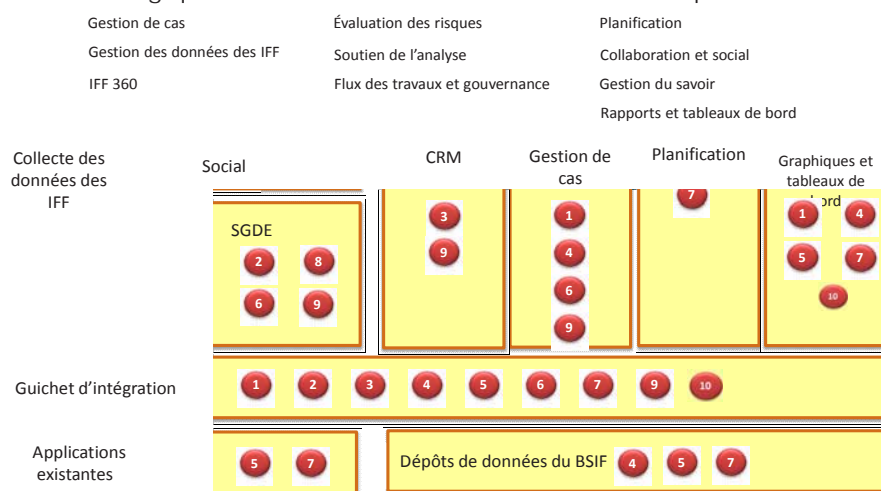 Gestion de cas
Évaluation des risques
Planification
Gestion des données des IFF
Soutien de l'analyse
Collaboration et social
IFF 360
Flux des travaux et gouvernance
Gestion du savoir
Rapports et tableaux de bord
Collecte des
données des
IFF
Social
CRM
Gestion de
cas
Planification
Graphiques et
tableaux de
bord
SGDE
2 8
6 9
3
9
1
4
6
9
7
1 4
5 7
10
Guichet d'intégration
1 2 3 4 5 6 7 9 10
Applications
existantes
5 7
Dépôts de données du BSIF 4 5 7